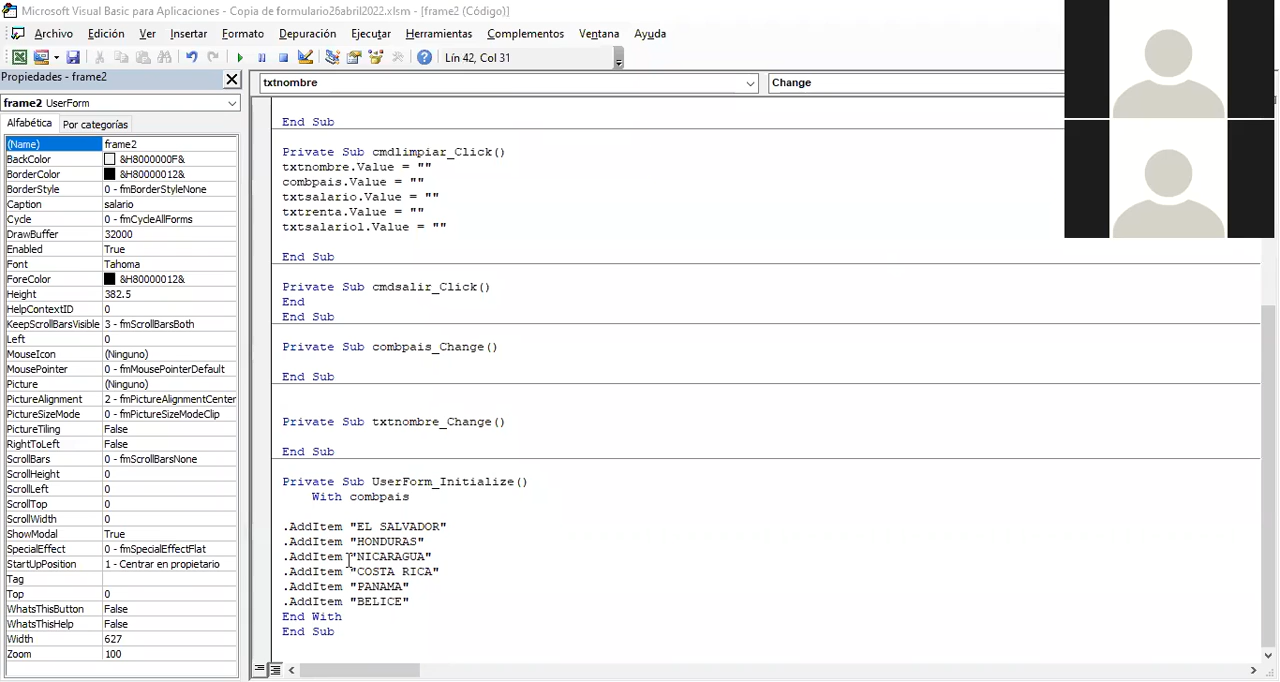 Microsoft Visual Basic para Aplicaciones - Copia de formulario26abril2022.xlsm - [frame2 (Código)]
Archivo Edición Ver Insertar Formato Depuración Ejecutar Herramientas Complementos Ventana Ayuda
Lín 42, Col 31
Propiedades - frame2
frame2 UserForm
Alfabética Por categorías
(Name) frame2
BackColor &H8000000F&
BorderColor &H80000012&
BorderStyle 0 - fmBorderStyleNone
Caption salario
Cycle 0 - fmCycleAllForms
DrawBuffer 32000
Enabled True
Font Tahoma
ForeColor &H80000012&
Height 382.5
HelpContextID 0
KeepScrollBarsVisible 3 - fmScrollBarsBoth
Left 0
MouseIcon (Ninguno)
MousePointer 0 - fmMousePointerDefault
Picture (Ninguno)
PictureAlignment 2 - fmPictureAlignmentCenter
PictureSizeMode 0 - fmPictureSizeModeClip
PictureTiling False
RightToLeft False
ScrollBars 0 - fmScrollBarsNone
ScrollHeight 0
ScrollLeft 0
ScrollTop 0
ScrollWidth 0
ShowModal True
SpecialEffect 0 - fmSpecialEffectFlat
StartUpPosition 1 - Centrar en propietario
Tag
Top 0
WhatsThisButton False
WhatsThisHelp False
Width 627
Zoom 100
txtnombre
Change
End Sub
Private Sub cmdlimpiar_Click()
txtnombre.Value = ""
combpais.Value = ""
txtsalario.Value = ""
txtrenta.Value = ""
txtsalariol.Value = ""
End Sub
Private Sub cmdsalir_Click()
End
End Sub
Private Sub combpais_Change()
End Sub
Private Sub txtnombre_Change()
End Sub
Private Sub UserForm_Initialize()
With combpais
.AddItem "EL SALVADOR"
.AddItem "HONDURAS"
.AddItem "NICARAGUA"
.AddItem "COSTA RICA"
.AddItem "PANAMA"
.AddItem "BELICE"
End With
End Sub